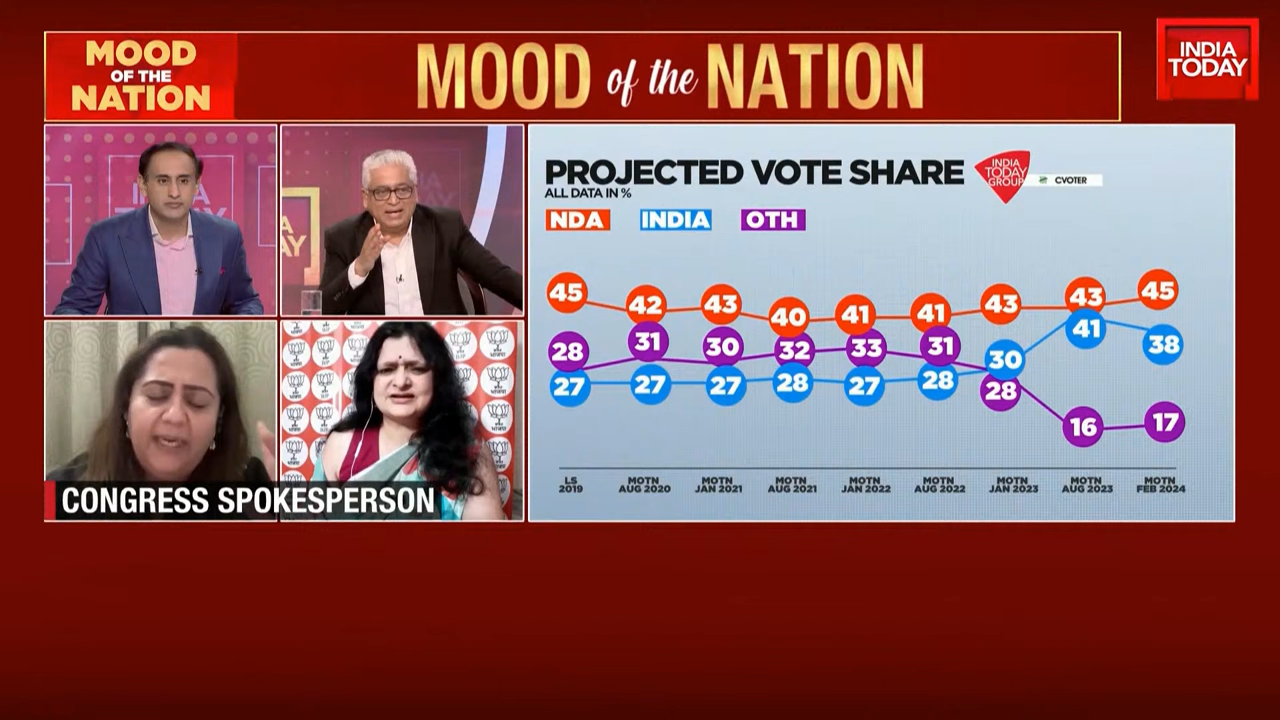 MOOD
OF THE
NATION
MOOD of the NATION
INDIA
TODAY
PROJECTED VOTE SHARE
ALL DATA IN %
INDIA
TODAY
GROUP
CVOTER
NDA
INDIA
OTH
45 42 43 40 41 41 43 43 45
28 31 30 32 33 31 28 16 17
27 27 27 28 27 28 30 41 38
LS
2019
MOTN
AUG 2020
MOTN
JAN 2021
MOTN
AUG 2021
MOTN
JAN 2022
MOTN
AUG 2022
MOTN
JAN 2023
MOTN
AUG 2023
MOTN
FEB 2024
CONGRESS SPOKESPERSON